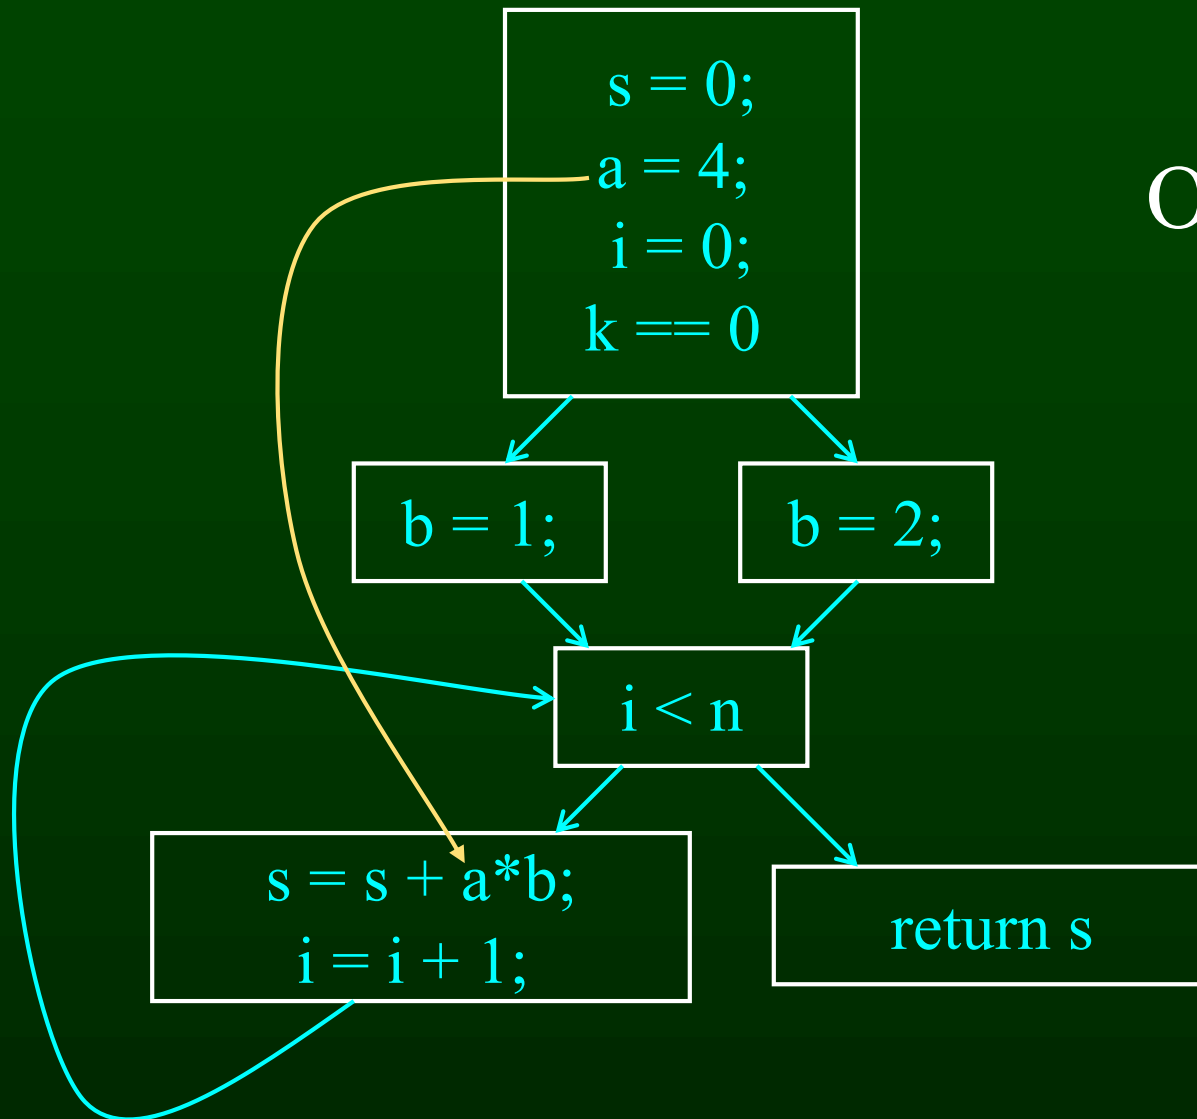 s = 0;
a = 4;
i = 0;
k == 0
b = 1;
b = 2;
i < n
s = s + a*b;
i = i + 1;
return s